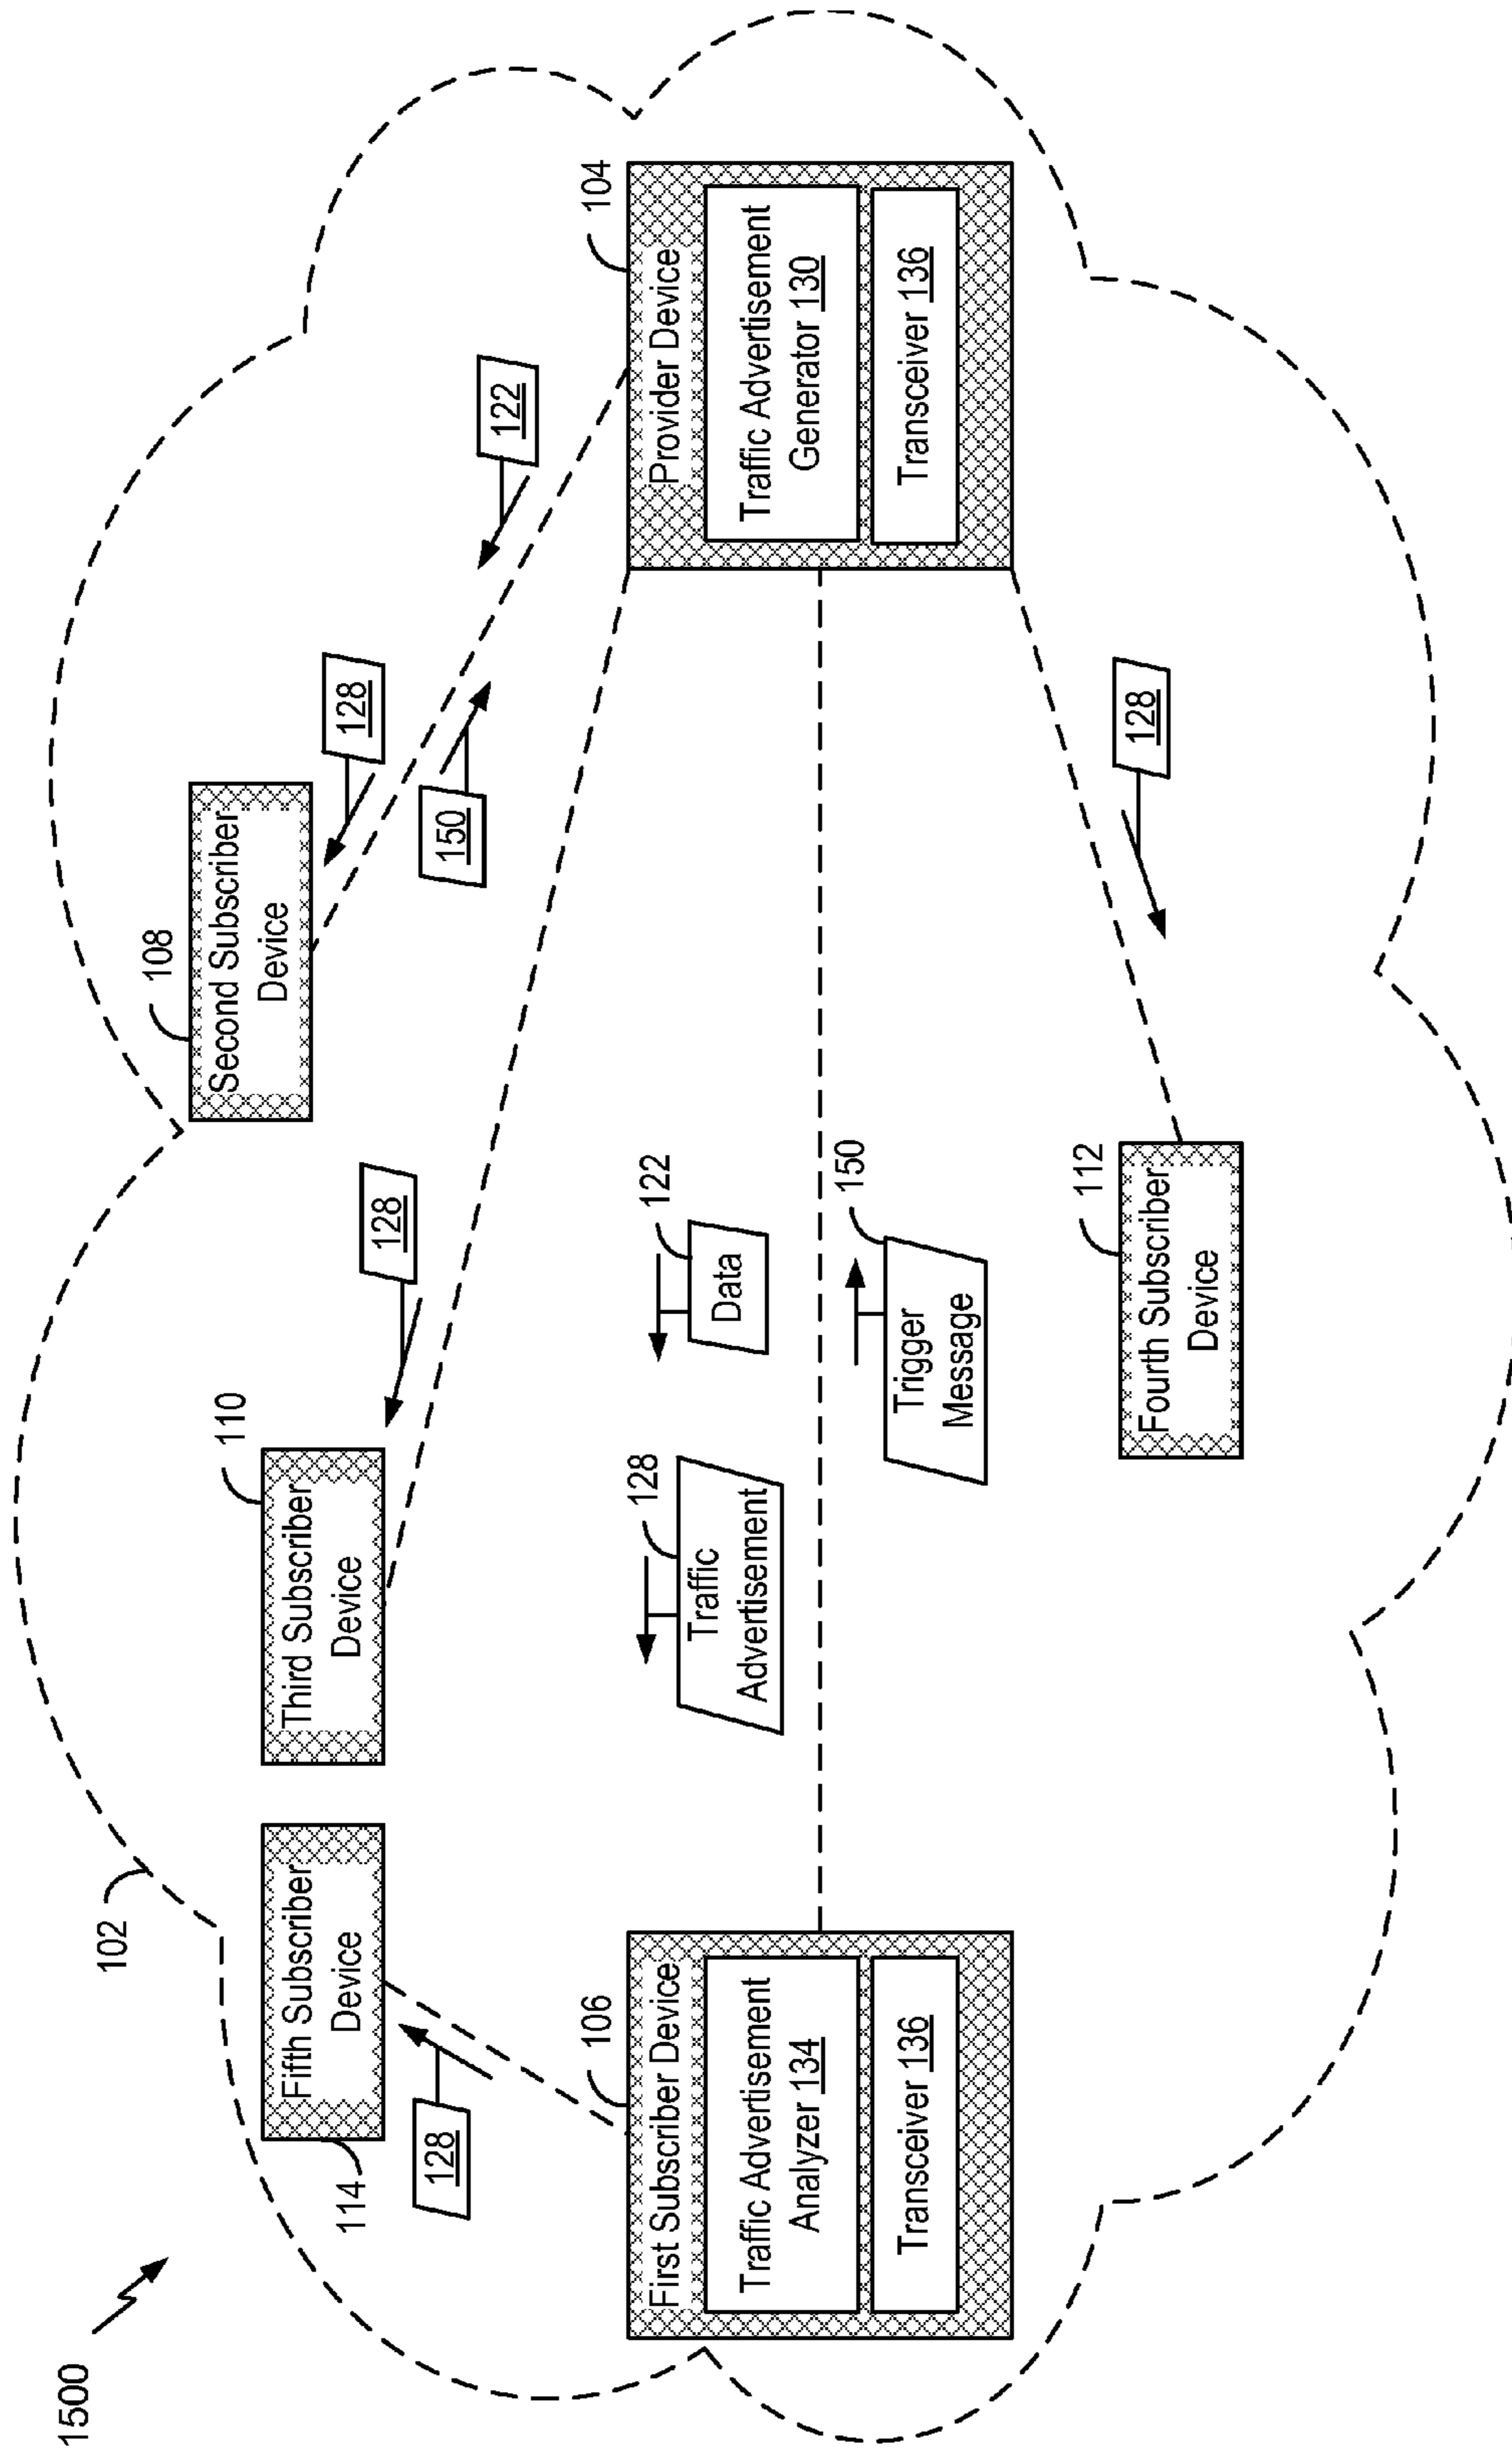 1500
102
114
Fifth Subscriber
Device
128
110
Third Subscriber
Device
128
108
Second Subscriber
Device
128
150
122
106
First Subscriber Device
Traffic Advertisement
Analyzer 134
Transceiver 136
128
Traffic
Advertisement
122
Data
150
Trigger
Message
104
Provider Device
Traffic Advertisement
Generator 130
Transceiver 136
112
Fourth Subscriber
Device
128